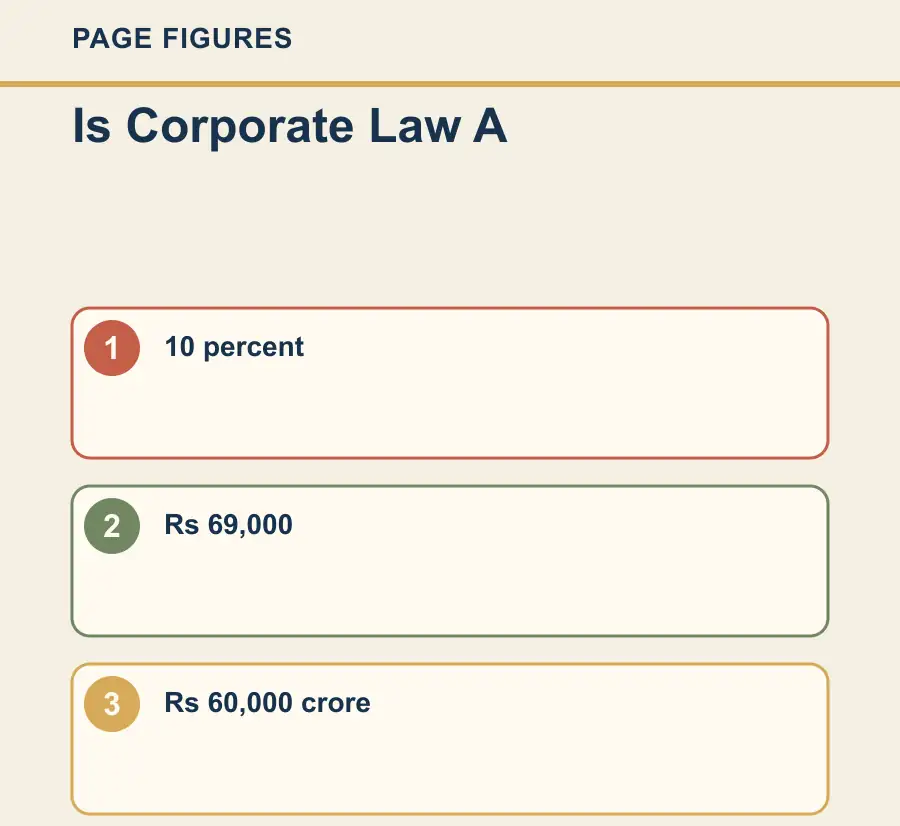 PAGE FIGURES
Is Corporate Law A
1
10 percent
2
Rs 69,000
3
Rs 60,000 crore